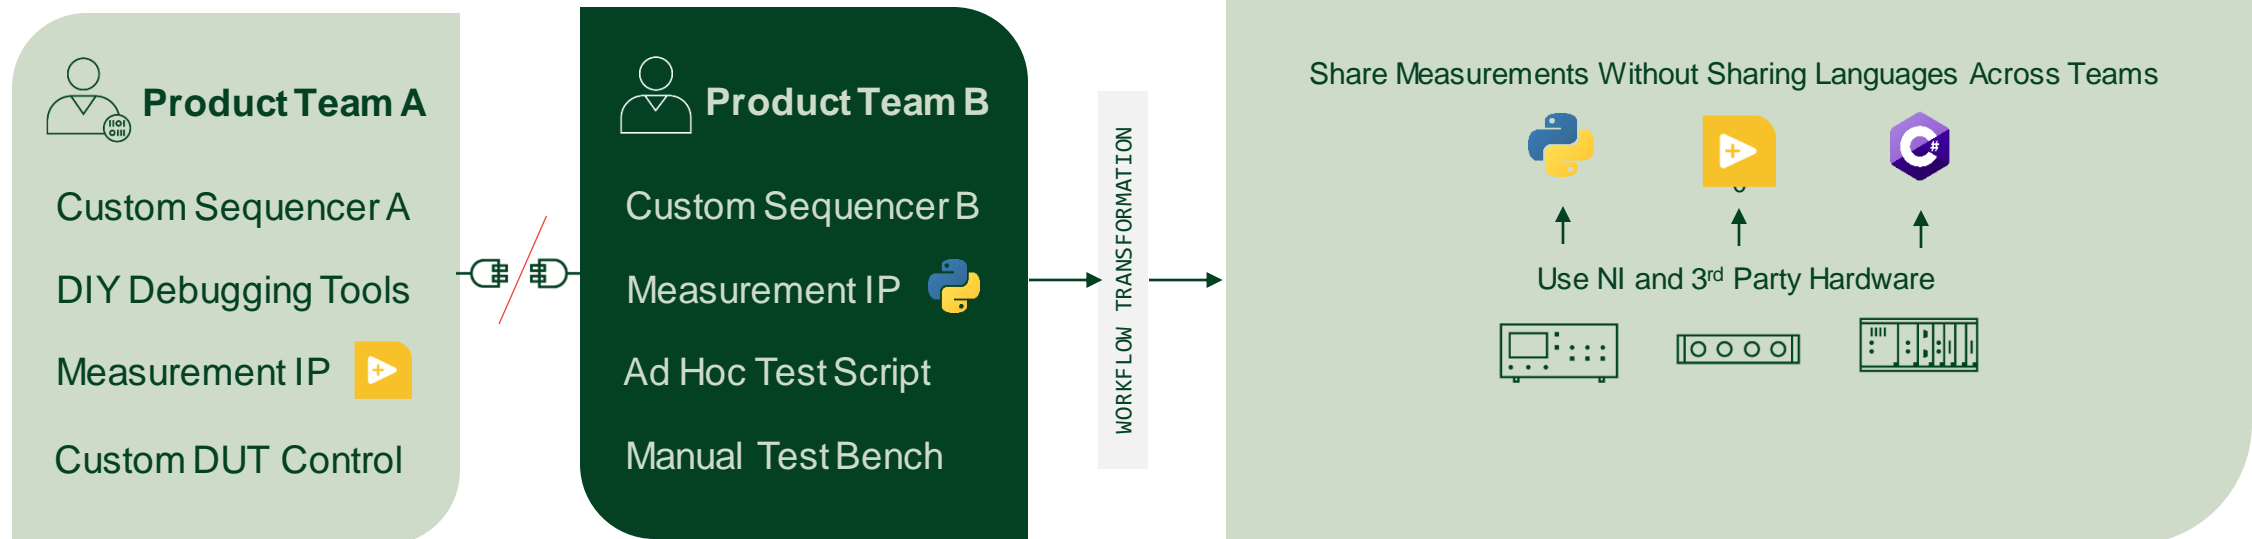 Product Team A
1101
0111
Custom Sequencer A
DIY Debugging Tools
Measurement IP
Custom DUT Control
Product Team B
Custom Sequencer B
Measurement IP
Ad Hoc Test Script
Manual Test Bench
WORKFLOW TRANSFORMATION
Share Measurements Without Sharing Languages Across Teams
C#
Use NI and 3rd Party Hardware